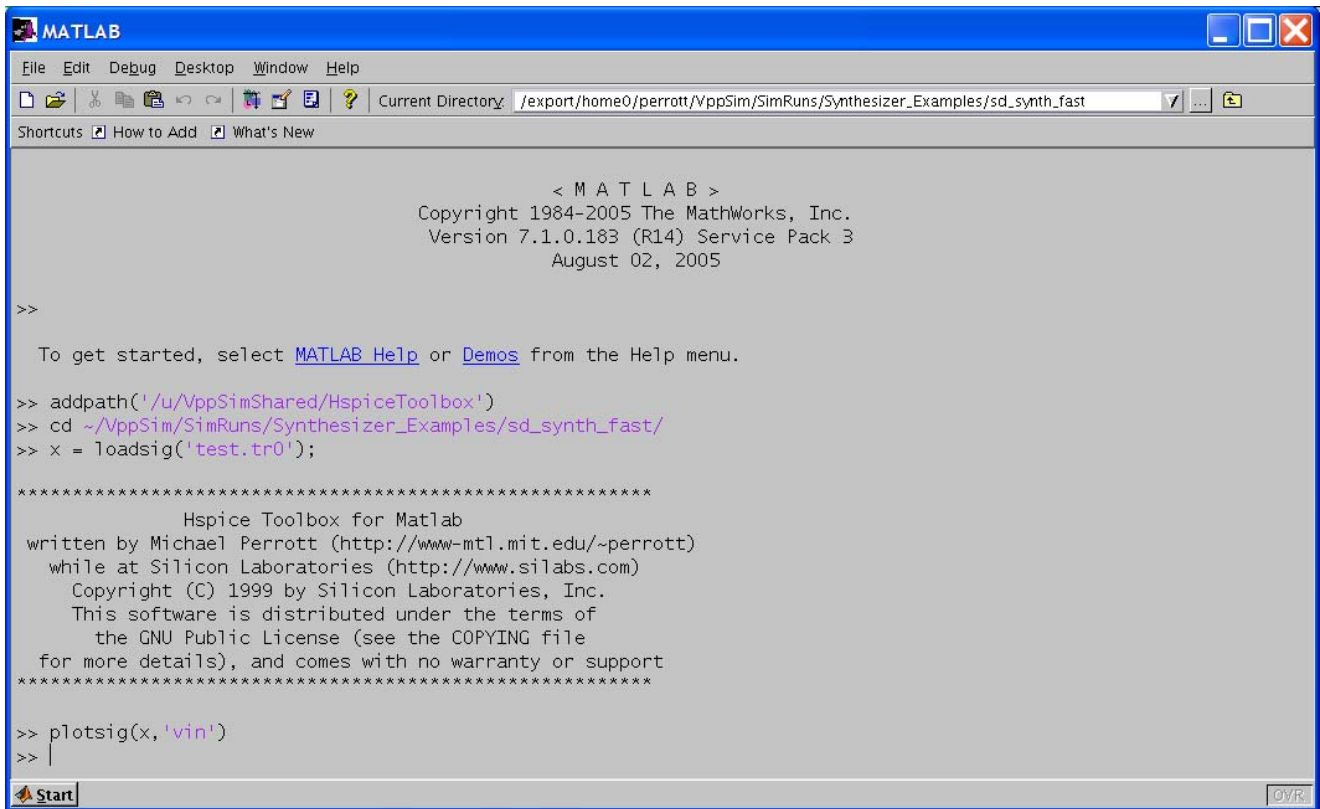 MATLAB
File Edit Debug Desktop Window Help
Current Directory: /export/home0/perrott/VppSim/SimRuns/Synthesizer_Examples/sd_synth_fast ...
Shortcuts How to Add What's New
< M A T L A B >
Copyright 1984-2005 The MathWorks, Inc.
Version 7.1.0.183 (R14) Service Pack 3
August 02, 2005
>>
To get started, select MATLAB Help or Demos from the Help menu.
>> addpath('/u/VppSimShared/HspiceToolbox')
>> cd ~/VppSim/SimRuns/Synthesizer_Examples/sd_synth_fast/
>> x = loadsig('test.tr0');
*********************************************************
Hspice Toolbox for Matlab
written by Michael Perrott (http://www-mtl.mit.edu/~perrott)
while at Silicon Laboratories (http://www.silabs.com)
Copyright (C) 1999 by Silicon Laboratories, Inc.
This software is distributed under the terms of
the GNU Public License (see the COPYING file
for more details), and comes with no warranty or support
*********************************************************
>> plotsig(x,'vin')
>>
Start OVR